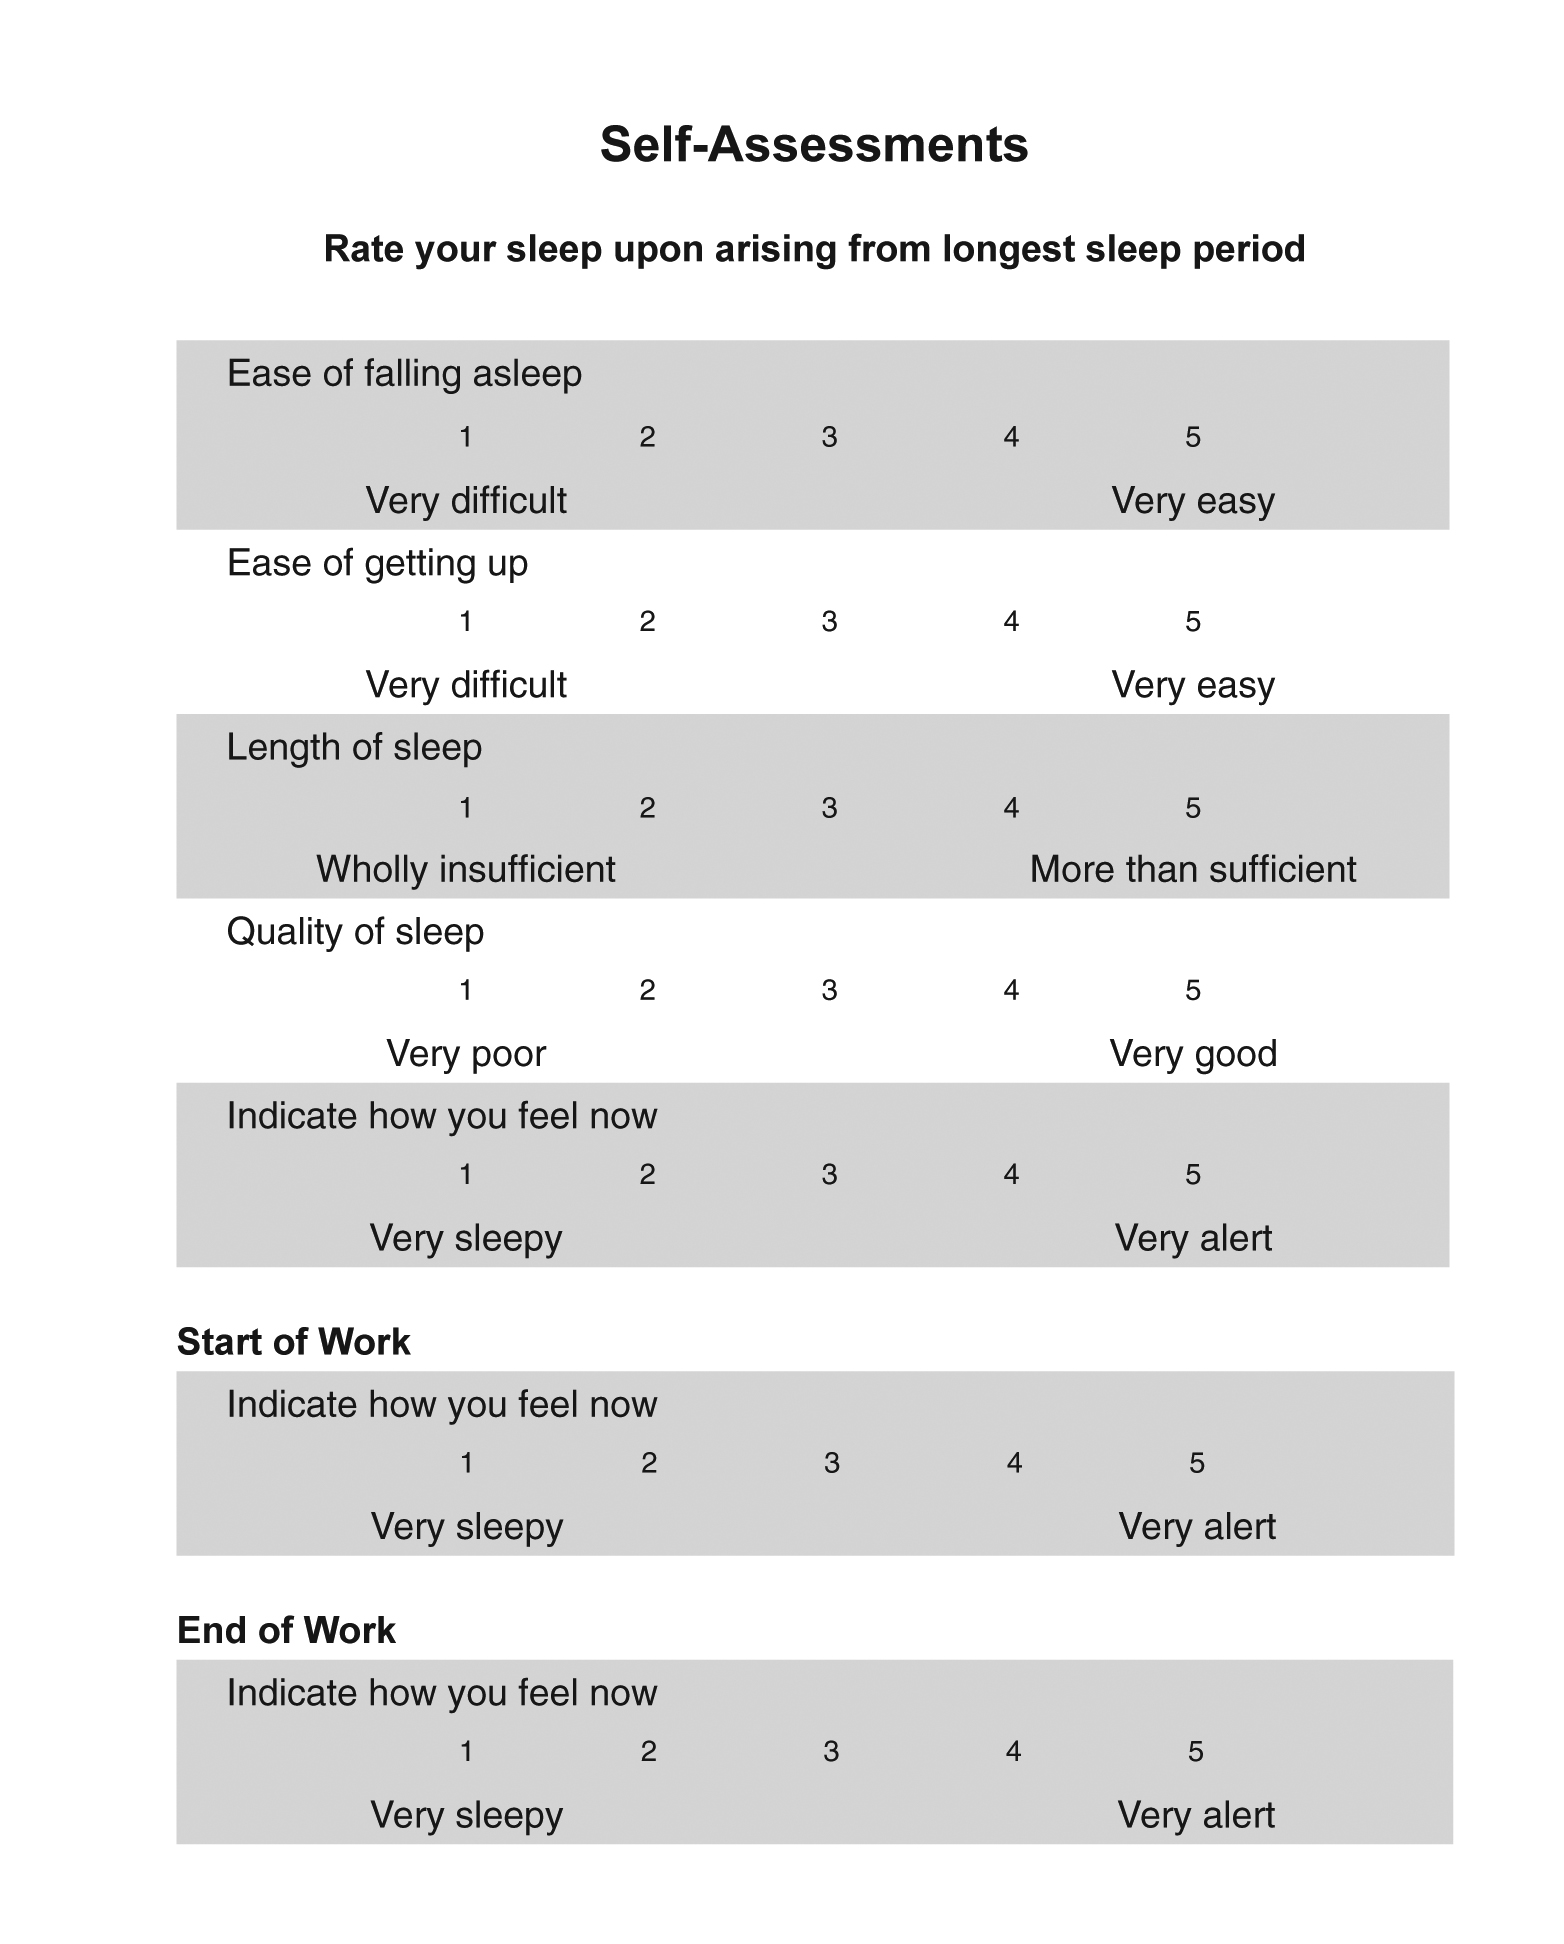 Self-Assessments
Rate your sleep upon arising from longest sleep period
Ease of falling asleep
1 2 3 4 5
Very difficult Very easy
Ease of getting up
1 2 3 4 5
Very difficult Very easy
Length of sleep
1 2 3 4 5
Wholly insufficient More than sufficient
Quality of sleep
1 2 3 4 5
Very poor Very good
Indicate how you feel now
1 2 3 4 5
Very sleepy Very alert
Start of Work
Indicate how you feel now
1 2 3 4 5
Very sleepy Very alert
End of Work
Indicate how you feel now
1 2 3 4 5
Very sleepy Very alert